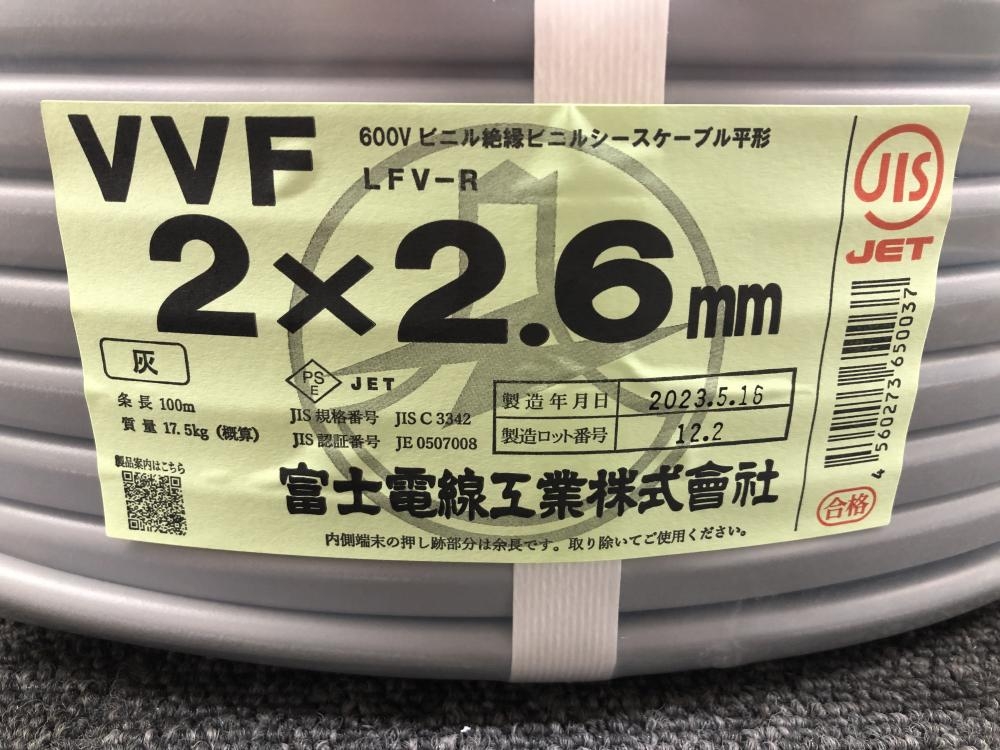 VVF
600V ビニル絶縁ビニルシースケーブル平形
LFV-R
2×2.6mm
灰
条長 100m
質量 17.5kg (概算)
製品案内はこちら
PS
E
JET
JIS 規格番号 JIS C 3342
JIS 認証番号 JE 0507008
製造年月日 2023.5.16
製造ロット番号 12.2
富士電線工業株式會社
内側端末の押し跡部分は余長です。取り除いてご使用ください。
JIS
JET
4560273650037
合格